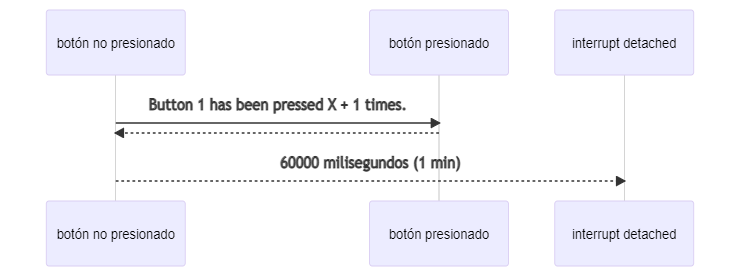 botón no presionado
botón presionado
interrupt detached
Button 1 has been pressed X + 1 times.
60000 milisegundos (1 min)
botón no presionado
botón presionado
interrupt detached